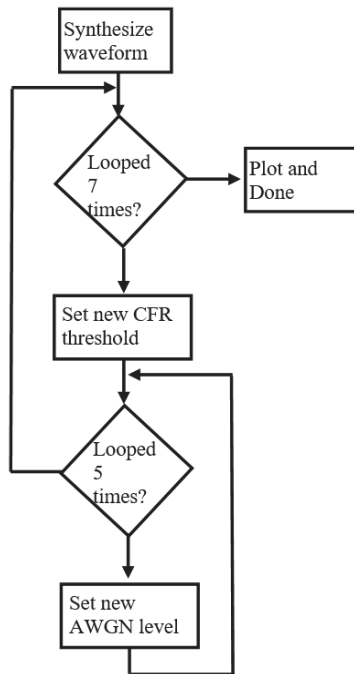 Synthesize
waveform
Looped
7
times?
Plot and
Done
Set new CFR
threshold
Looped
5
times?
Set new
AWGN level